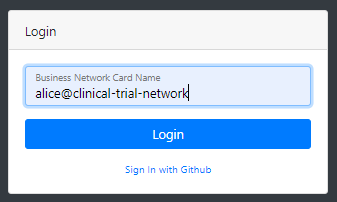 Login
Business Network Card Name
alice@clinical-trial-network
Login
Sign In with Github